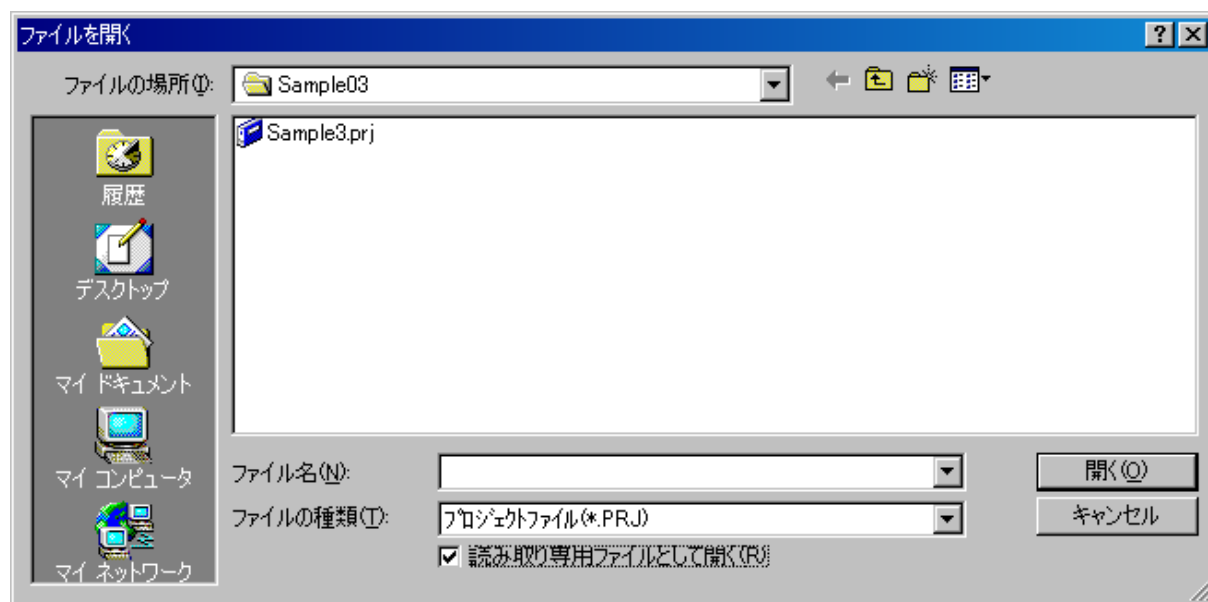 ファイルを開く
ファイルの場所(I):
Sample03
Sample3.prj
履歴
デスクトップ
マイ ドキュメント
マイ コンピュータ
マイ ネットワーク
ファイル名(N):
開く(O)
ファイルの種類(T):
プロジェクトファイル(*.PRJ)
キャンセル
読み取り専用ファイルとして開く(R)